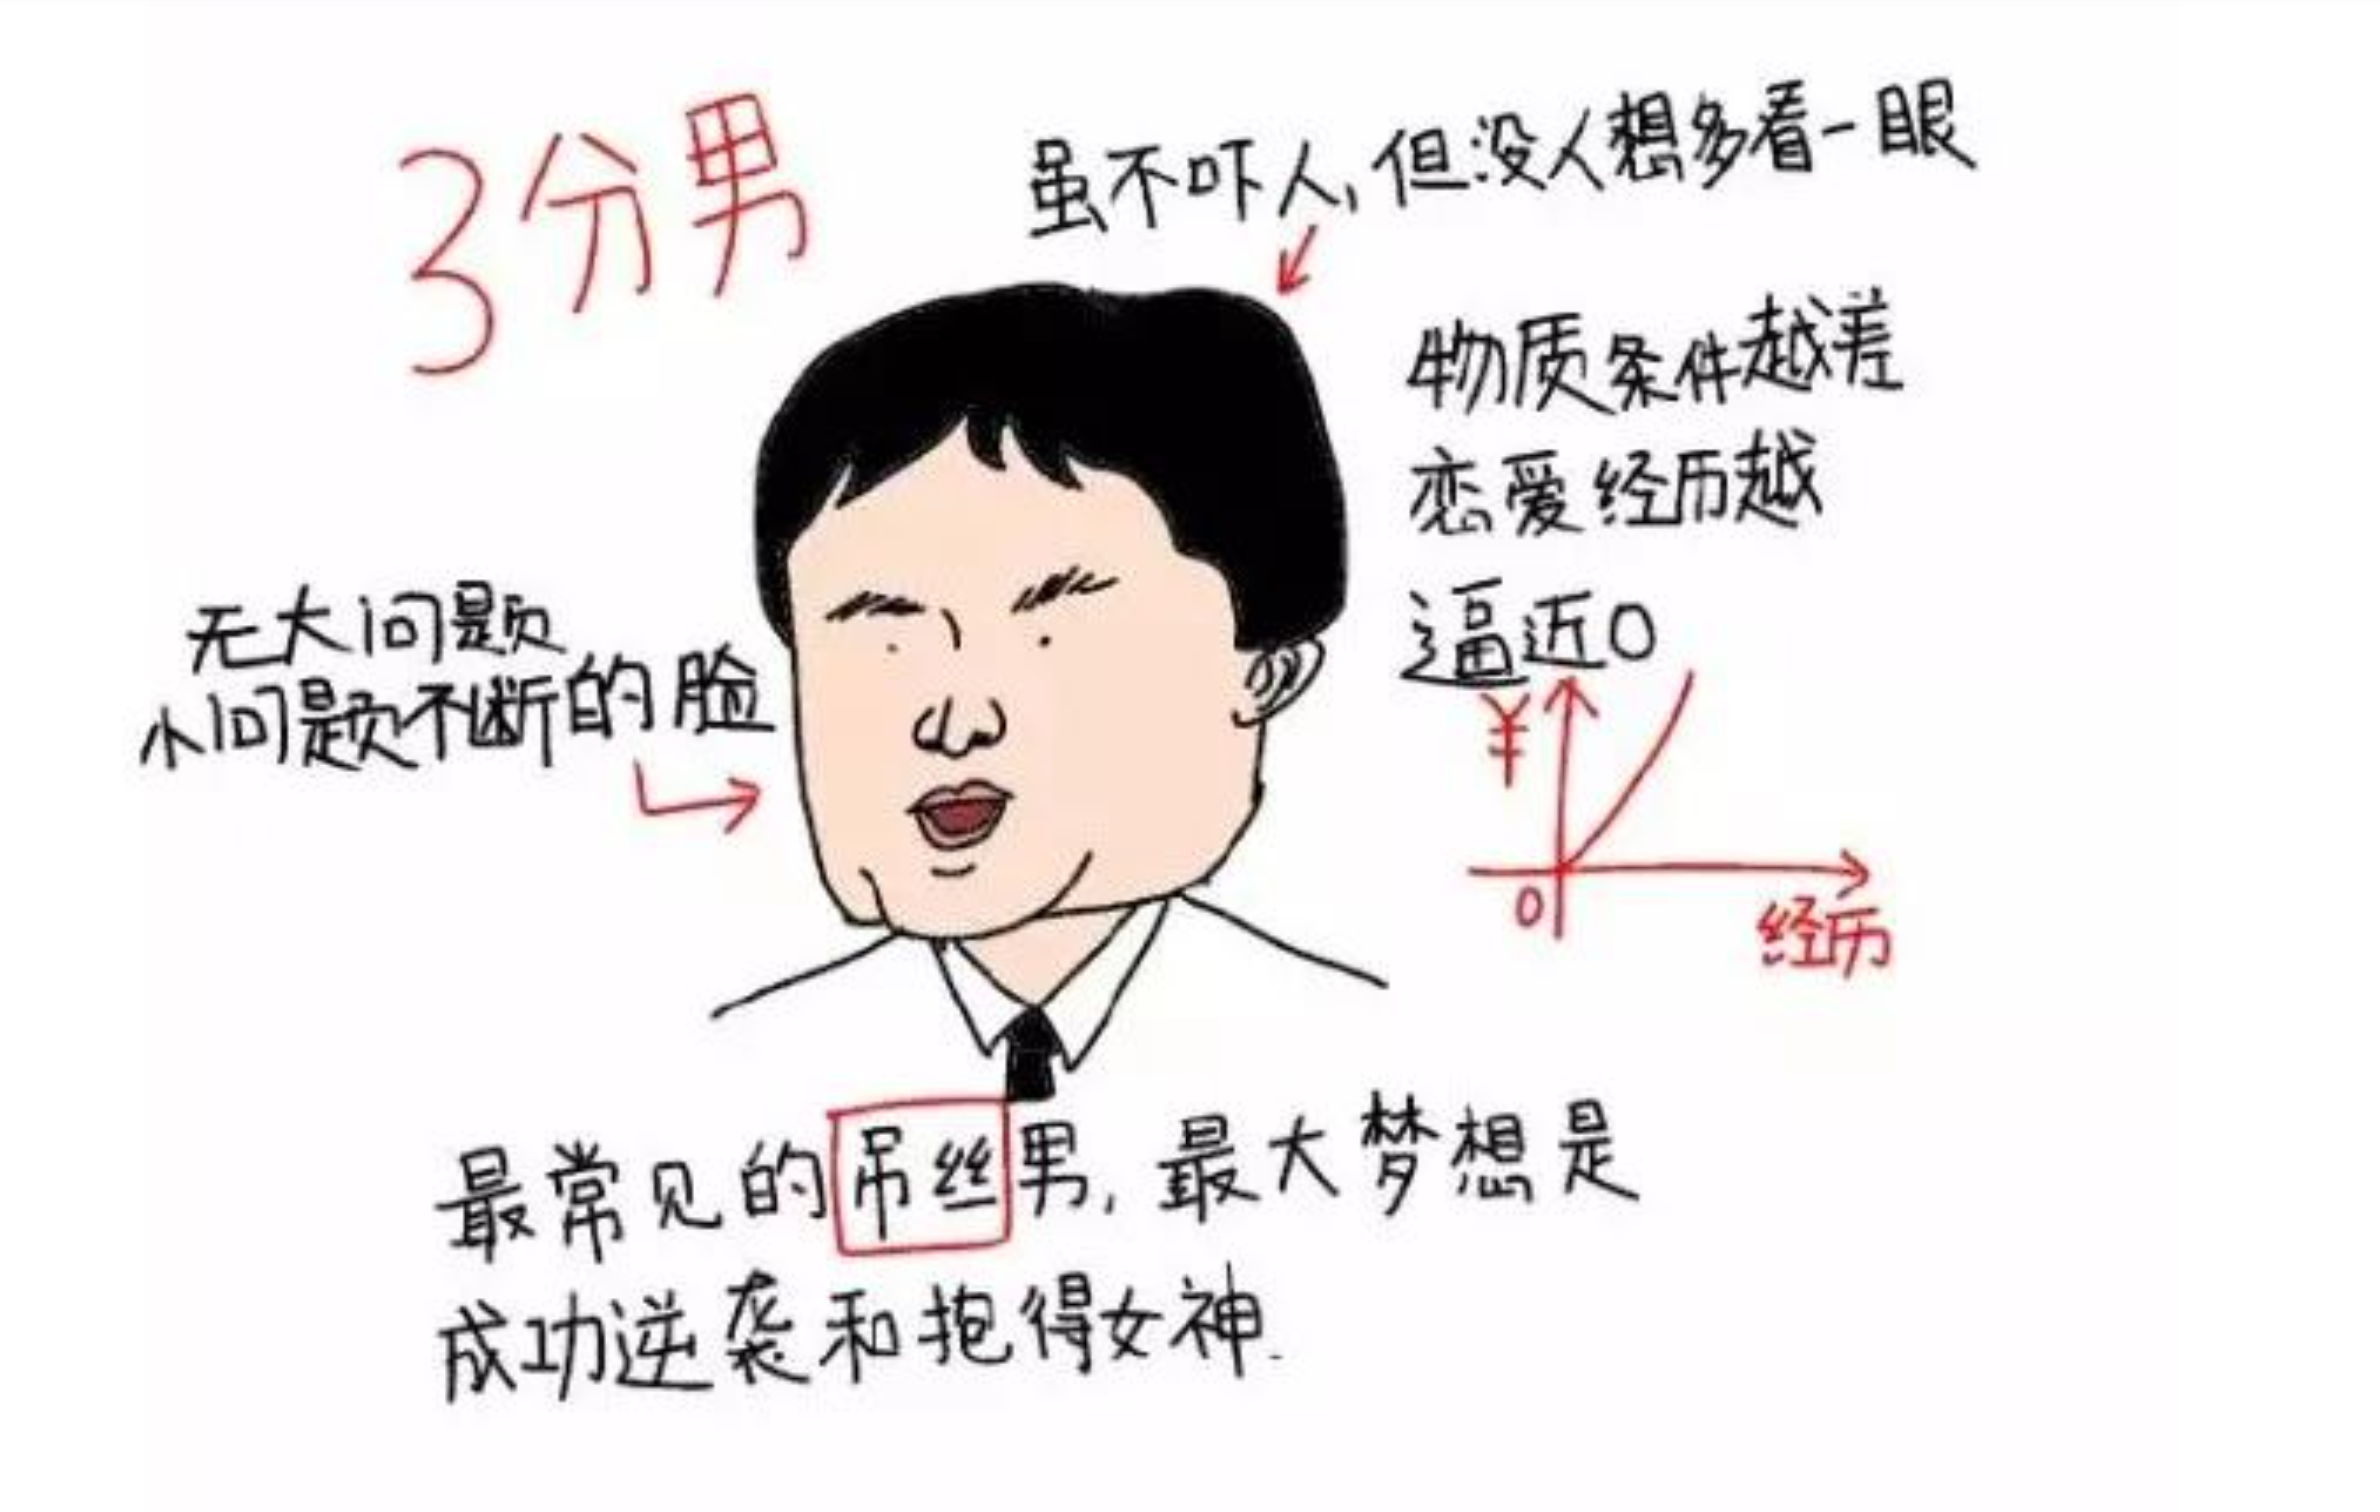 3分男
虽不吓人,但没人想多看一眼
物质条件越差
恋爱经历越
逼近0
无大问题
小问题不断的脸
¥
0
经历
最常见的吊丝男,最大梦想是
成功逆袭和抱得女神.